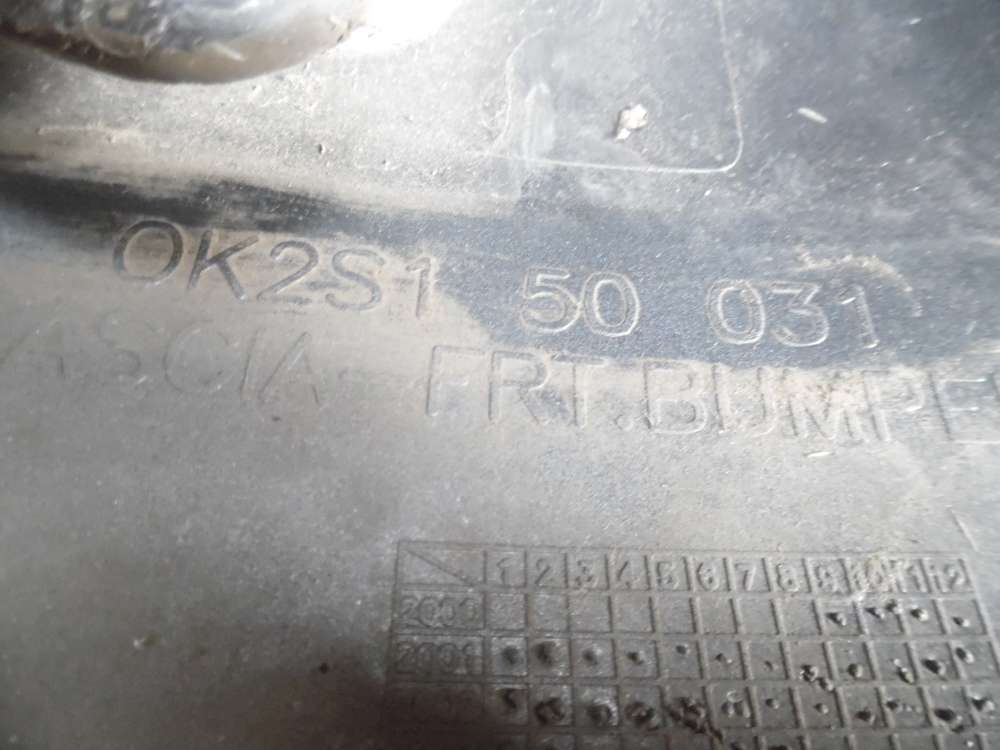 OK2S1 50 031
ASCIA FRT.BUMPE
1 2 3 4 5 6 7 8 9 10 11 12
2000
2001